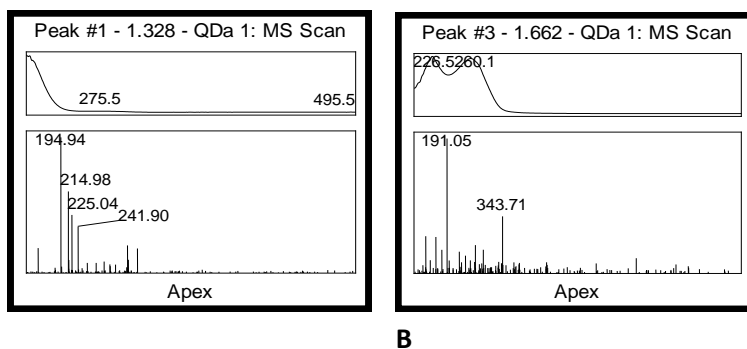 Peak #1 - 1.328 - QDa 1: MS Scan
275.5
495.5
194.94
214.98
225.04
241.90
Apex
Peak #3 - 1.662 - QDa 1: MS Scan
226.5260.1
191.05
343.71
Apex
B